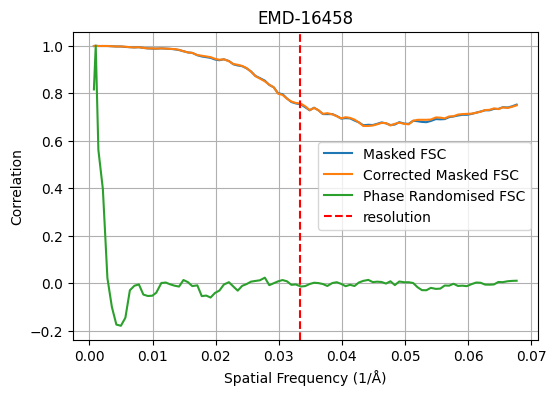 EMD-16458
1.0
0.8
0.6
0.4
0.2
0.0
−0.2
Correlation
Masked FSC
Corrected Masked FSC
Phase Randomised FSC
resolution
0.00 0.01 0.02 0.03 0.04 0.05 0.06 0.07
Spatial Frequency (1/Å)